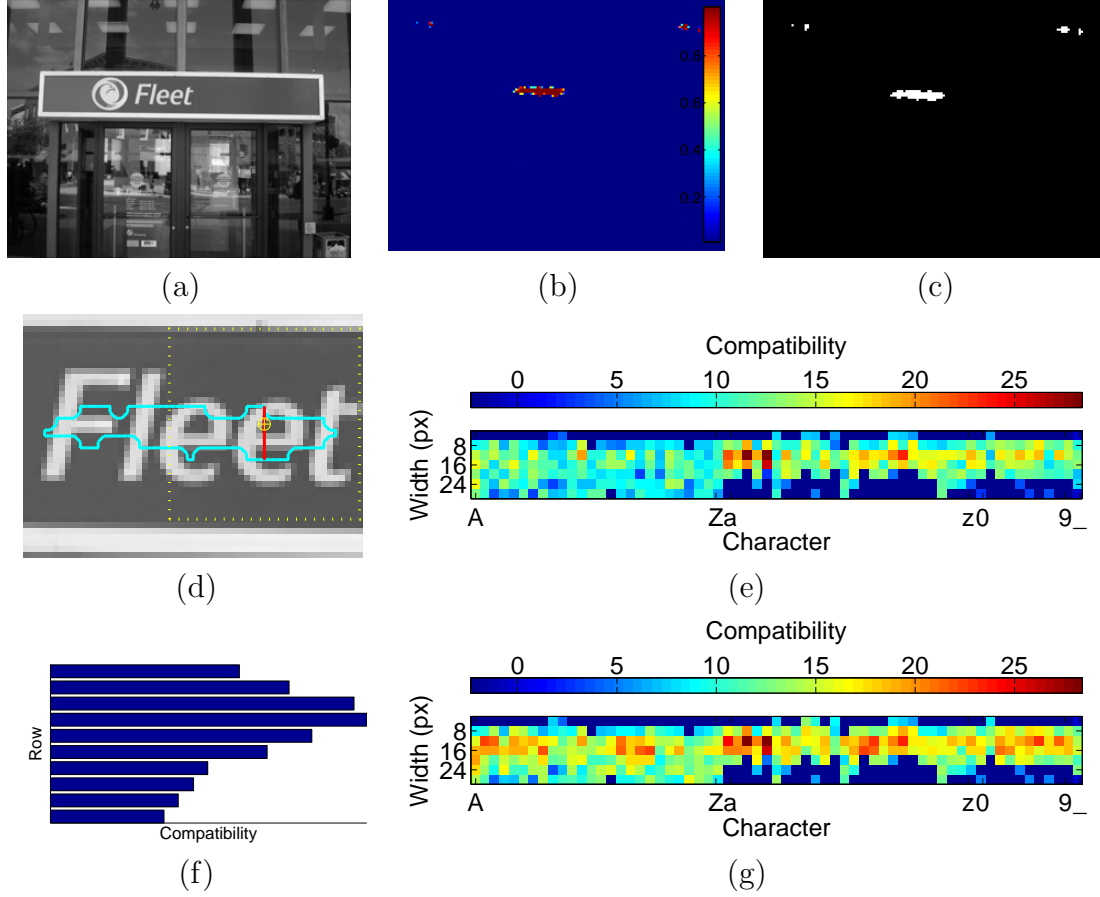 Fleet
0.8
0.6
0.4
0.2
(a)
(b)
(c)
Fleet
(d)
Compatibility
0 5 10 15 20 25
Width (px)
8
16
24
A Za z0 9_
Character
(e)
Row
Compatibility
(f)
Compatibility
0 5 10 15 20 25
Width (px)
8
16
24
A Za z0 9_
Character
(g)